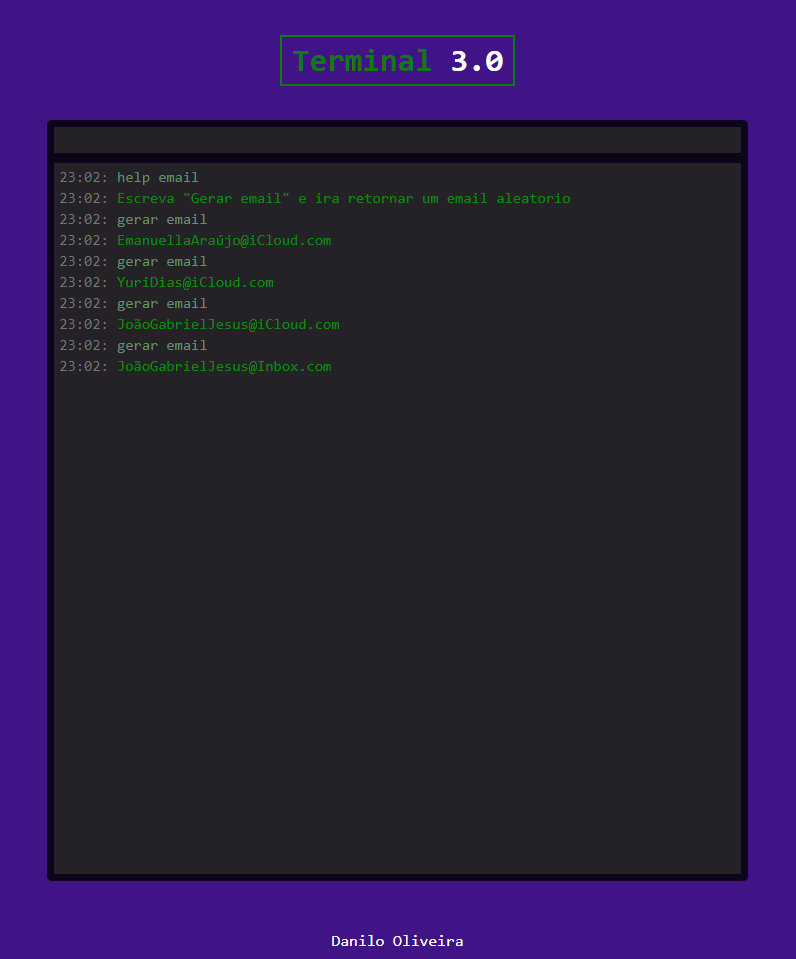 Terminal 3.0
23:02: help email
23:02: Escreva "Gerar email" e ira retornar um email aleatorio
23:02: gerar email
23:02: EmanuellaAraújo@iCloud.com
23:02: gerar email
23:02: YuriDias@iCloud.com
23:02: gerar email
23:02: JoãoGabrielJesus@iCloud.com
23:02: gerar email
23:02: JoãoGabrielJesus@Inbox.com
Danilo Oliveira